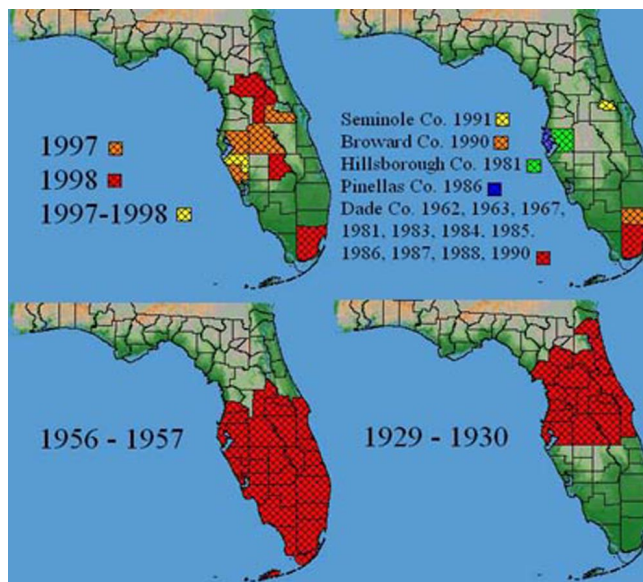 1997
1998
1997-1998
Seminole Co. 1991
Broward Co. 1990
Hillsborough Co. 1981
Pinellas Co. 1986
Dade Co. 1962, 1963, 1967,
1981, 1983, 1984, 1985.
1986, 1987, 1988, 1990
1956 - 1957
1929 - 1930